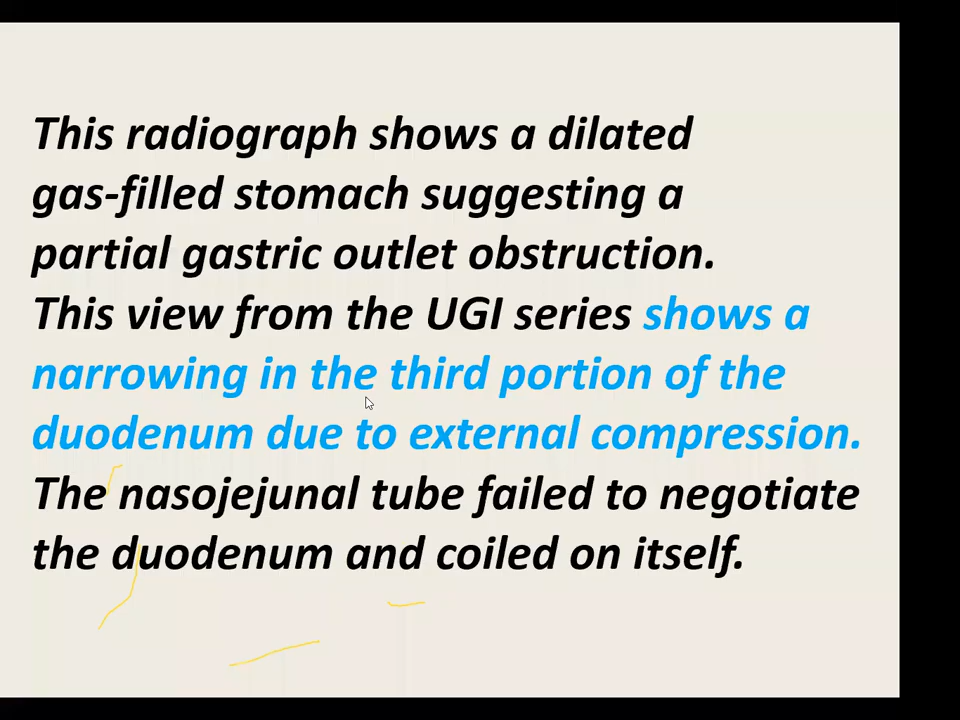 This radiograph shows a dilated
gas-filled stomach suggesting a
partial gastric outlet obstruction.
This view from the UGI series shows a
narrowing in the third portion of the
duodenum due to external compression.
The nasojejunal tube failed to negotiate
the duodenum and coiled on itself.